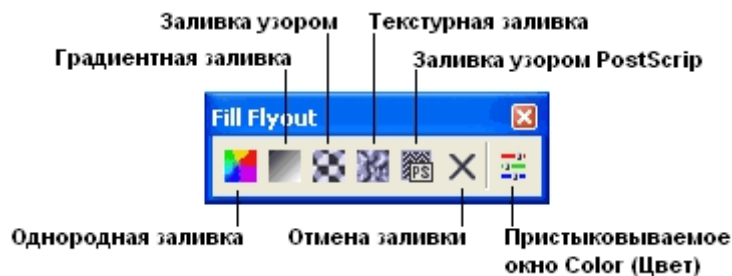 Заливка узором Текстурная заливка
Градиентная заливка Заливка узором PostScrip
Fill Flyout
PS
Однородная заливка Отмена заливки Пристыковываемое
окно Color (Цвет)